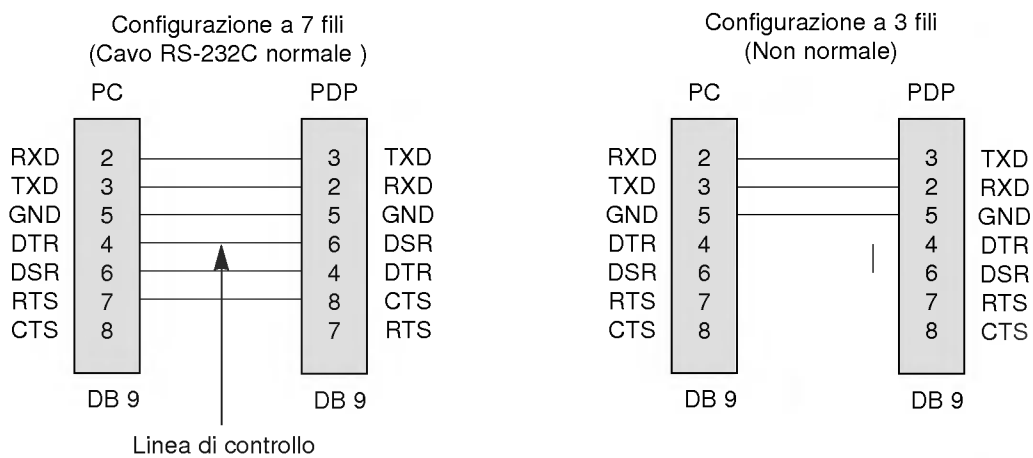 Configurazione a 7 fili
(Cavo RS-232C normale )
PC PDP
RXD 2 3 TXD
TXD 3 2 RXD
GND 5 5 GND
DTR 4 6 DSR
DSR 6 4 DTR
RTS 7 8 CTS
CTS 8 7 RTS
DB 9 DB 9
Linea di controllo
Configurazione a 3 fili
(Non normale)
PC PDP
RXD 2 3 TXD
TXD 3 2 RXD
GND 5 5 GND
DTR 4 4 DTR
DSR 6 6 DSR
RTS 7 7 RTS
CTS 8 8 CTS
DB 9 DB 9